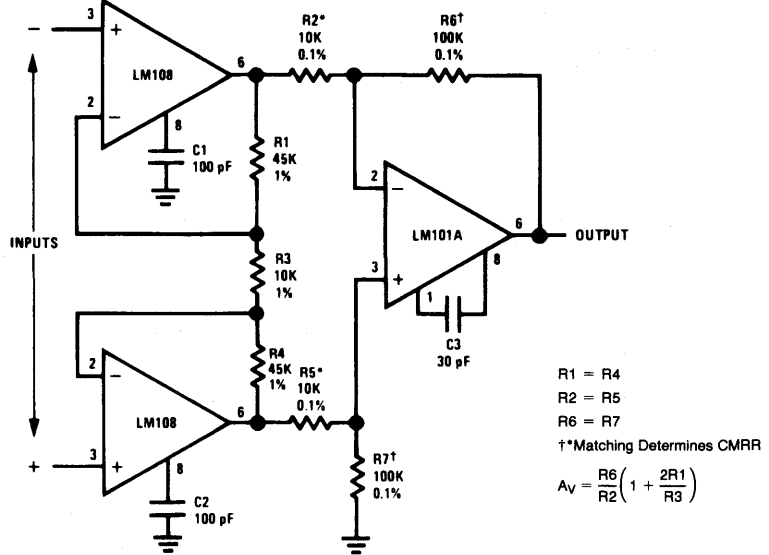 R2*
10K
0.1%
R6†
100K
0.1%
3
−
+
LM108
6
2
−
8
C1
100 pF
R1
45K
1%
2
−
LM101A
6
OUTPUT
INPUTS
R3
10K
1%
3
+
8
1
C3
30 pF
2
−
R4
45K
1%
R5*
10K
0.1%
LM108
6
+
3
+
8
C2
100 pF
R7†
100K
0.1%
R1 = R4
R2 = R5
R6 = R7
†*Matching Determines CMRR
AV = R6/R2 (1 + 2R1/R3)